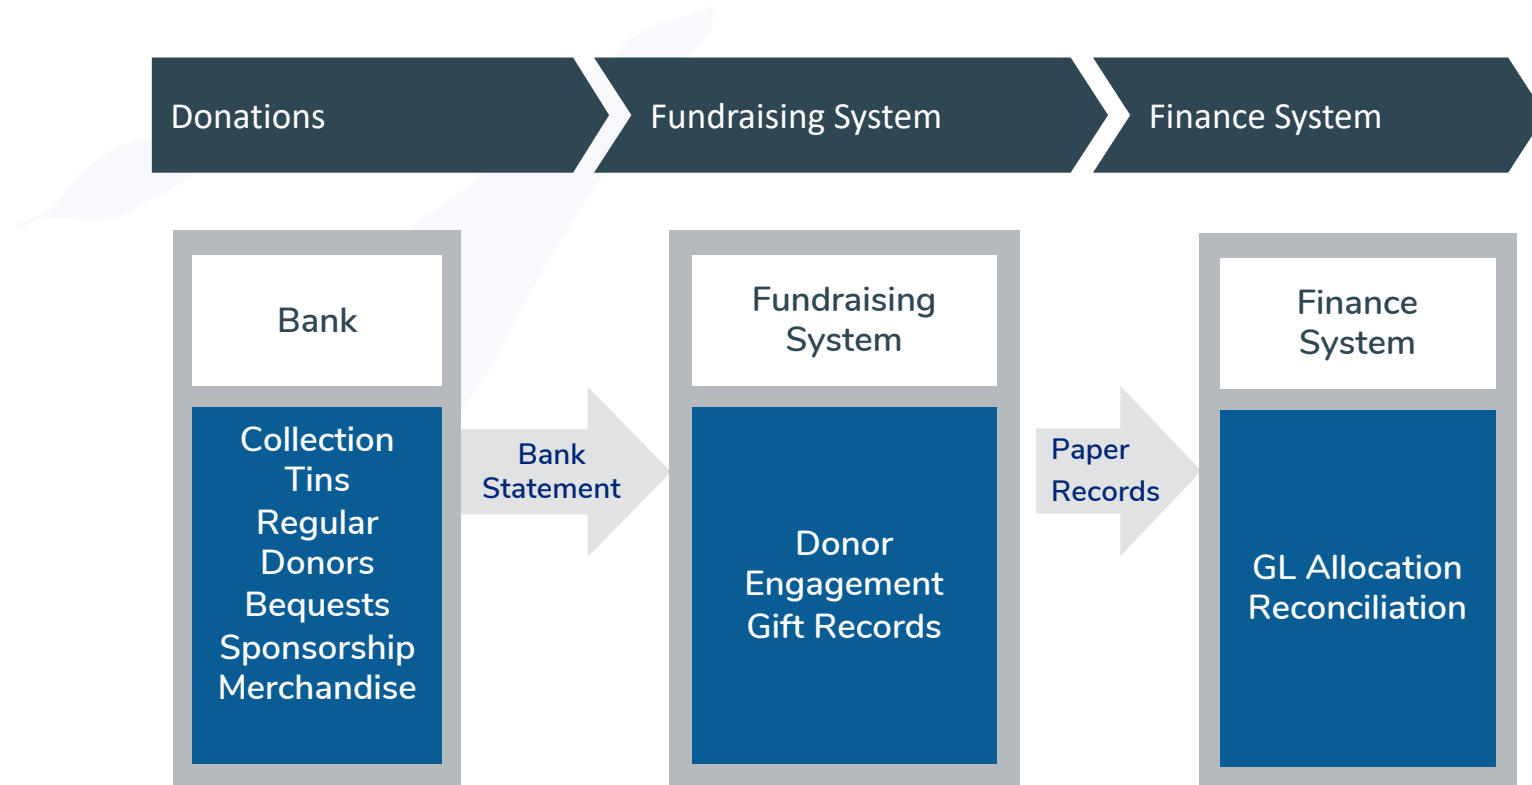 Donations
Fundraising System
Finance System
Bank
Collection
Tins
Regular
Donors
Bequests
Sponsorship
Merchandise
Bank
Statement
Fundraising
System
Donor
Engagement
Gift Records
Paper
Records
Finance
System
GL Allocation
Reconciliation